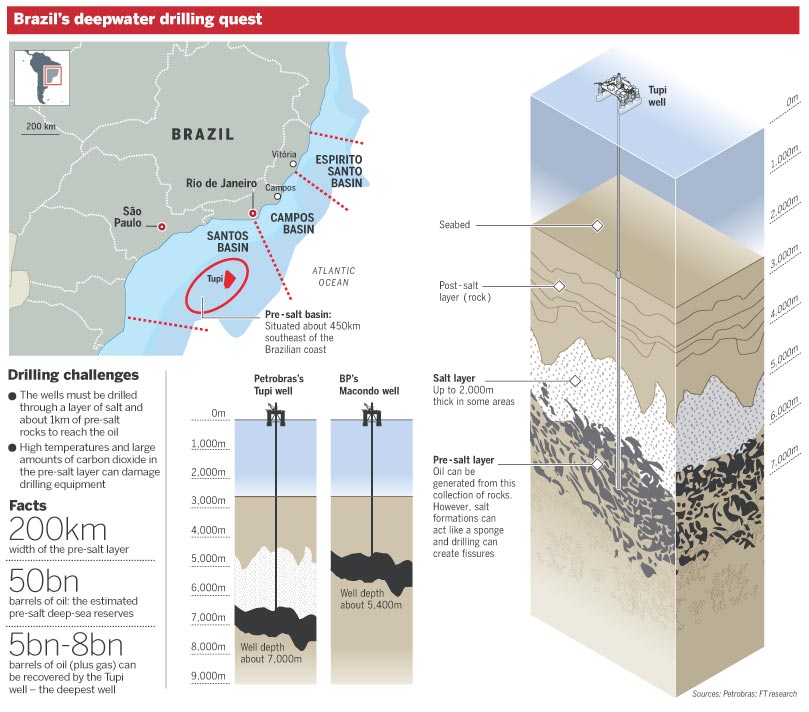 Brazil's deepwater drilling quest
200 km
BRAZIL
Vitória
ESPIRITO
SANTO
BASIN
Rio de Janeiro
Campos
São
Paulo
CAMPOS
BASIN
SANTOS
BASIN
Tupi
ATLANTIC
OCEAN
Pre-salt basin:
Situated about 450km
southeast of the
Brazilian coast
Drilling challenges
● The wells must be drilled
through a layer of salt and
about 1km of pre-salt
rocks to reach the oil
● High temperatures and large
amounts of carbon dioxide in
the pre-salt layer can damage
drilling equipment
Facts
200km
width of the pre-salt layer
50bn
barrels of oil: the estimated
pre-salt deep-sea reserves
5bn-8bn
barrels of oil (plus gas) can
be recovered by the Tupi
well – the deepest well
Petrobras's
Tupi well
BP's
Macondo well
0m
1,000m
2,000m
3,000m
4,000m
5,000m
6,000m
7,000m
8,000m
9,000m
Well depth
about 7,000m
Well depth
about 5,400m
Tupi
well
Seabed
Post-salt
layer (rock)
Salt layer
Up to 2,000m
thick in some areas
Pre-salt layer
Oil can be
generated from this
collection of rocks.
However, salt
formations can
act like a sponge
and drilling can
create fissures
0m
1,000m
2,000m
3,000m
4,000m
5,000m
6,000m
7,000m
Sources: Petrobras; FT research